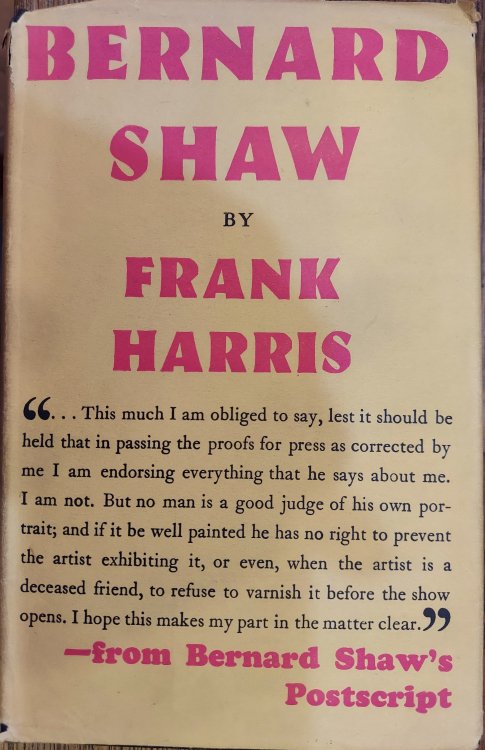 BERNARD
SHAW
BY
FRANK
HARRIS
“. . . This much I am obliged to say, lest it should be
held that in passing the proofs for press as corrected by
me I am endorsing everything that he says about me.
I am not. But no man is a good judge of his own por-
trait; and if it be well painted he has no right to prevent
the artist exhibiting it, or even, when the artist is a
deceased friend, to refuse to varnish it before the show
opens. I hope this makes my part in the matter clear.”
—from Bernard Shaw's
Postscript